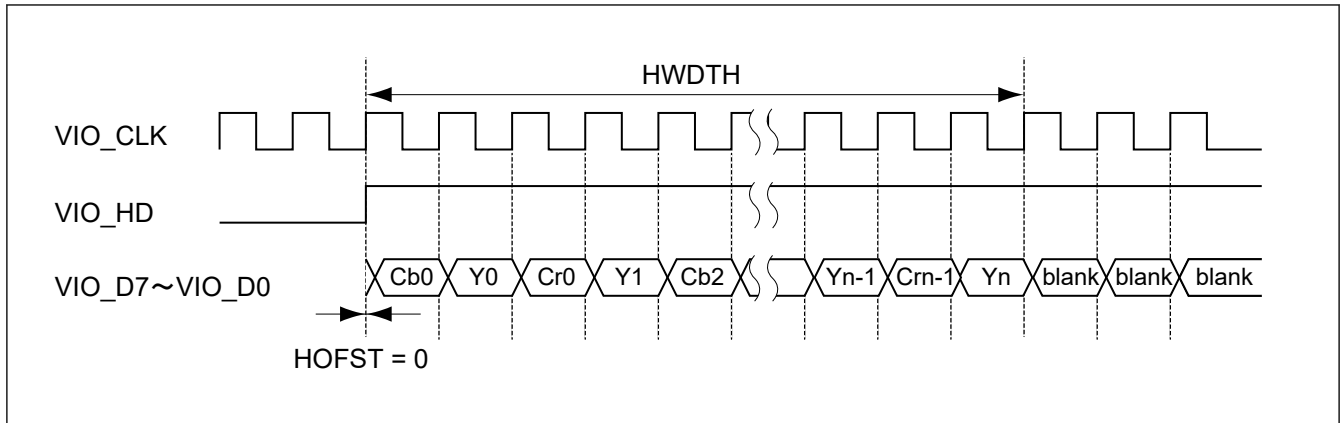 HWDTH
VIO_CLK
VIO_HD
VIO_D7～VIO_D0 Cb0 Y0 Cr0 Y1 Cb2 Yn-1 Crn-1 Yn blank blank blank
HOFST = 0